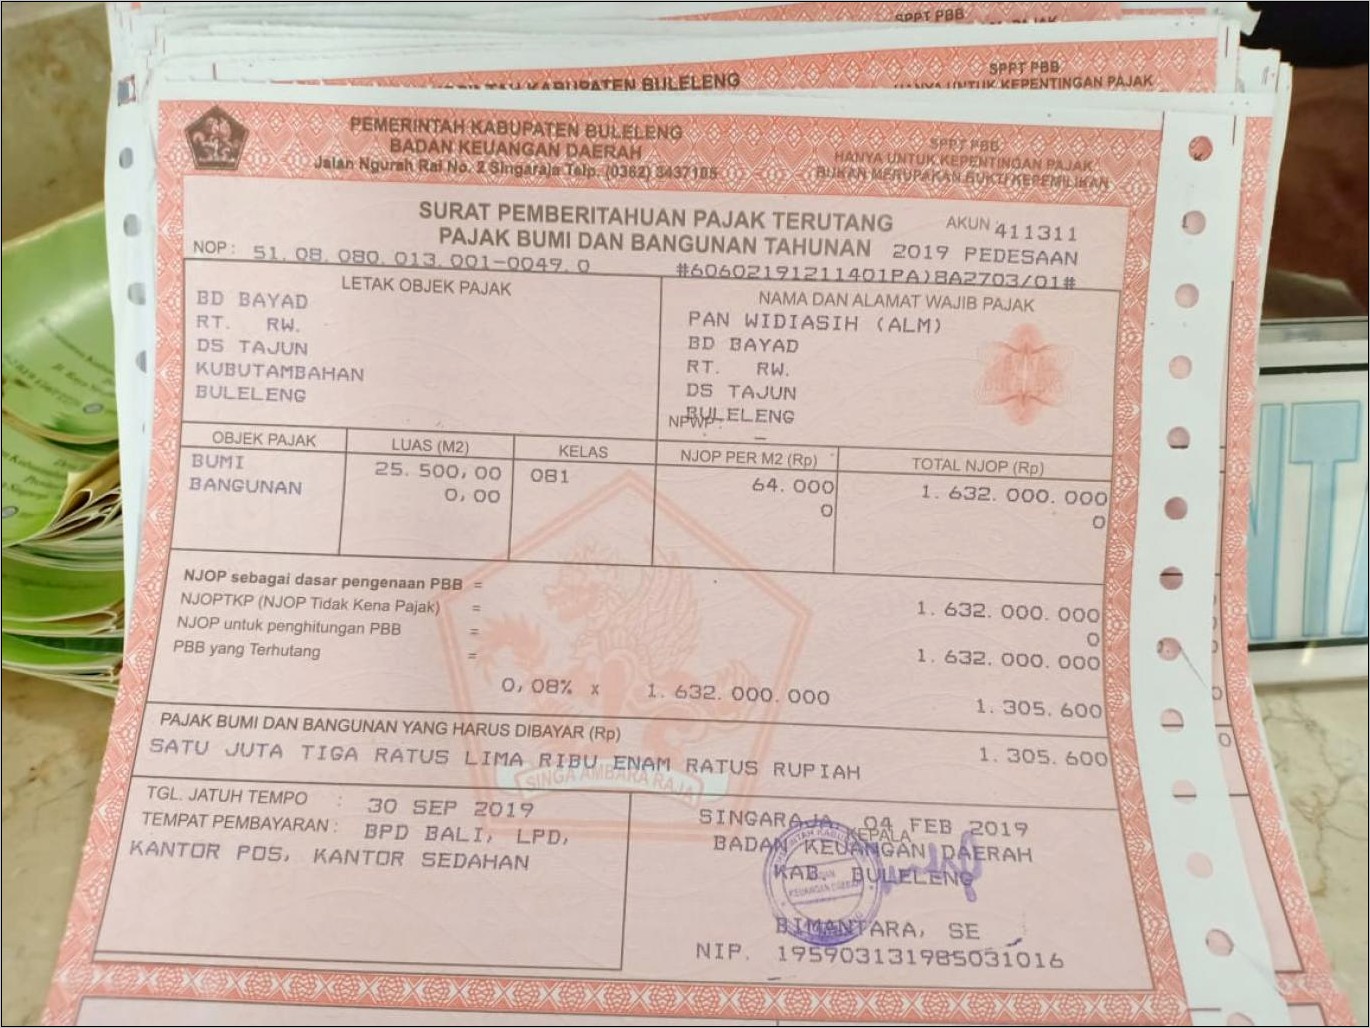 SPPT PBB
PEMERINTAH KABUPATEN BULELENG
SPPT PBB
HANYA UNTUK KEPENTINGAN PAJAK
PEMERINTAH KABUPATEN BULELENG
BADAN KEUANGAN DAERAH
Jalan Ngurah Rai No. 2 Singaraja Telp. (0362) 3437185
SPPT PBB
HANYA UNTUK KEPENTINGAN PAJAK
BUKAN MERUPAKAN BUKTI KEPEMILIKAN
SURAT PEMBERITAHUAN PAJAK TERUTANG
PAJAK BUMI DAN BANGUNAN TAHUNAN 2019 PEDESAAN
AKUN 411311
NOP : 51.08.080.013.001-0049.0
#60602191211401PA)8A2703/01#
LETAK OBJEK PAJAK
BD BAYAD
RT. RW.
DS TAJUN
KUBUTAMBAHAN
BULELENG
NAMA DAN ALAMAT WAJIB PAJAK
PAN WIDIASIH (ALM)
BD BAYAD
RT. RW.
DS TAJUN
BULELENG
NPWP : –
OBJEK PAJAK LUAS (M2) KELAS NJOP PER M2 (Rp) TOTAL NJOP (Rp)
BUMI 25.500,00 081 64.000 1.632.000.000
BANGUNAN 0,00 0 0
NJOP sebagai dasar pengenaan PBB = 1.632.000.000
NJOPTKP (NJOP Tidak Kena Pajak) = 0
NJOP untuk penghitungan PBB = 1.632.000.000
PBB yang Terhutang =
0,08% x 1.632.000.000 1.305.600
PAJAK BUMI DAN BANGUNAN YANG HARUS DIBAYAR (Rp) 1.305.600
SATU JUTA TIGA RATUS LIMA RIBU ENAM RATUS RUPIAH
SINGA AMBARA RAJA
TGL. JATUH TEMPO : 30 SEP 2019
TEMPAT PEMBAYARAN : BPD BALI, LPD,
KANTOR POS, KANTOR SEDAHAN
SINGARAJA, 04 FEB 2019
KEPALA
BADAN KEUANGAN DAERAH
KAB. BULELENG
BIMANTARA, SE
NIP. 195903131985031016